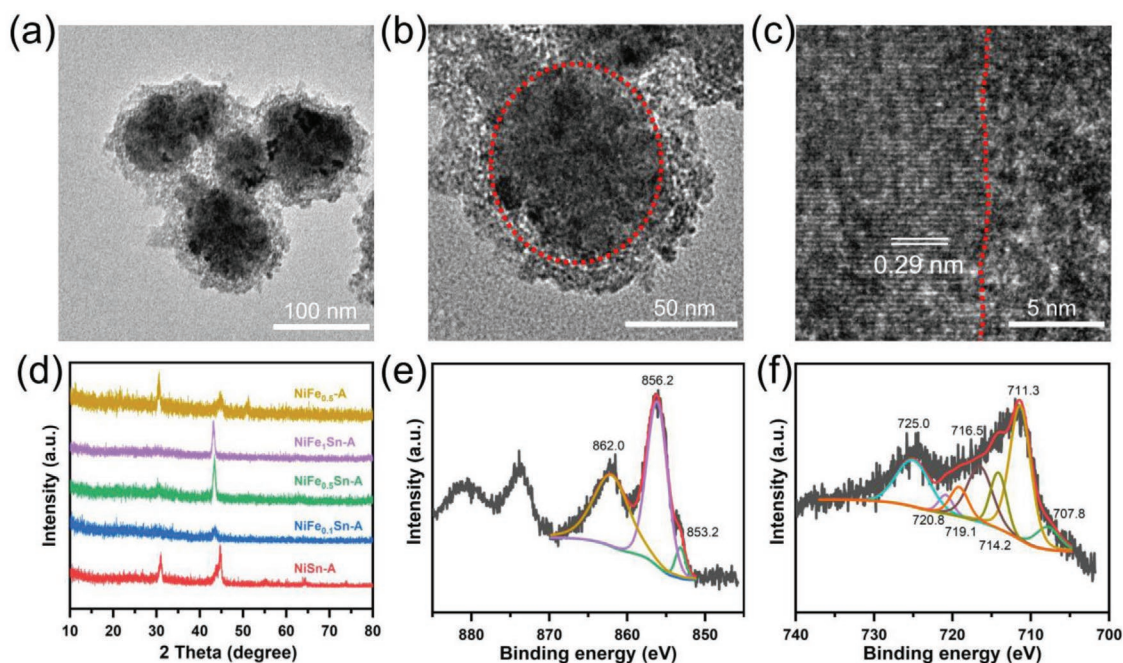 (a)
100 nm
(b)
50 nm
(c)
0.29 nm
5 nm
(d)
Intensity (a.u.)
NiFe0.5-A
NiFe1Sn-A
NiFe0.5Sn-A
NiFe0.1Sn-A
NiSn-A
10 20 30 40 50 60 70 80
2 Theta (degree)
(e)
Intensity (a.u.)
856.2
862.0
853.2
880 870 860 850
Binding energy (eV)
(f)
Intensity (a.u.)
711.3
725.0
716.5
707.8
720.8
719.1
714.2
740 730 720 710 700
Binding energy (eV)